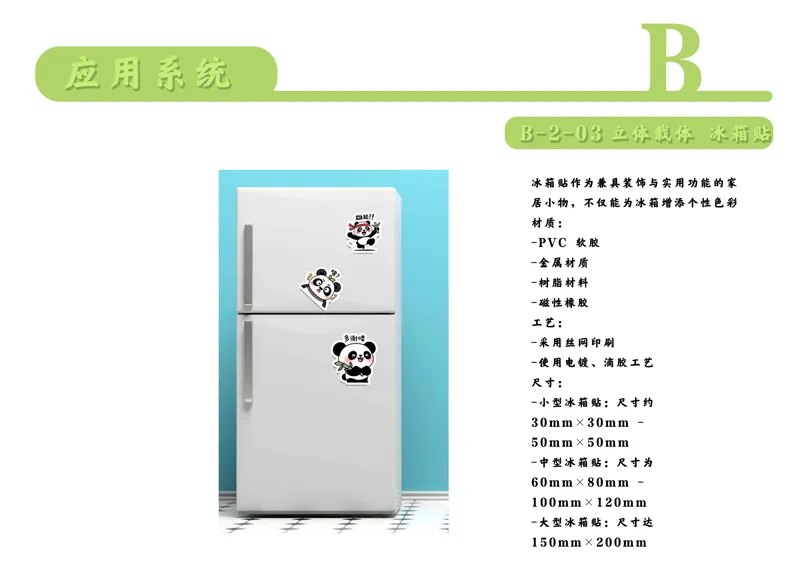 应用系统
B
B-2-03 立体载体 冰箱贴
冰箱贴作为兼具装饰与实用功能的家
居小物，不仅能为冰箱增添个性色彩
材质：
-PVC 软胶
-金属材质
-树脂材料
-磁性橡胶
工艺：
-采用丝网印刷
-使用电镀、滴胶工艺
尺寸：
-小型冰箱贴：尺寸约
30mm×30mm -
50mm×50mm
-中型冰箱贴：尺寸为
60mm×80mm -
100mm×120mm
-大型冰箱贴：尺寸达
150mm×200mm
多谢喽